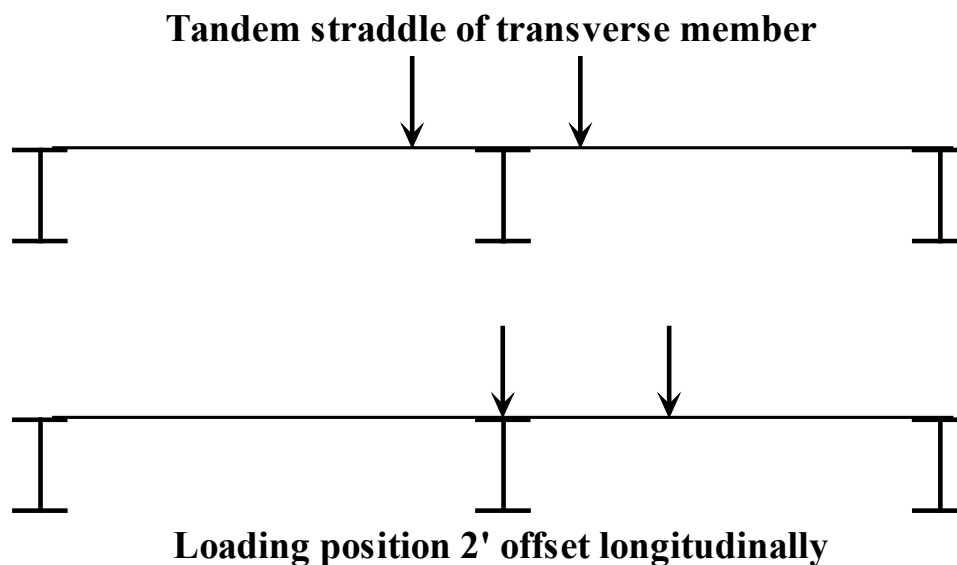 Tandem straddle of transverse member
Loading position 2' offset longitudinally